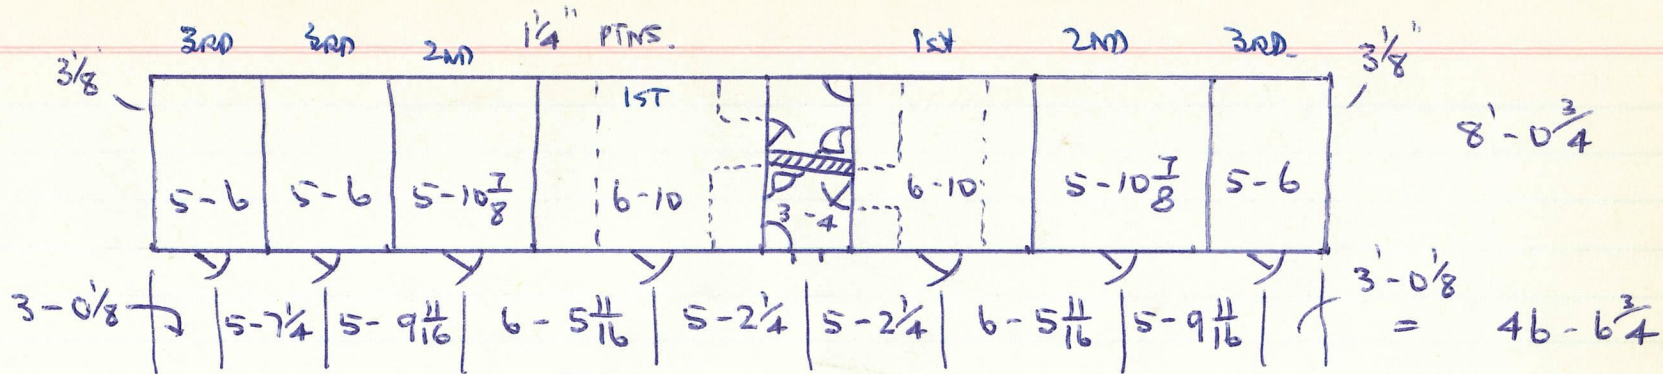 3RD 3RD 2ND 1¼" PTNS. 1ST 2ND 3RD
3⅛" 1ST 3⅛"
8'-0¾
5-6 5-6 5-10⅞ 6-10 3-4 6-10 5-10⅞ 5-6
3-0⅛ 5-7¼ 5-9 11/16 6-5 11/16 5-2¼ 5-2¼ 6-5 11/16 5-9 11/16 3'-0⅛ = 46-6¾